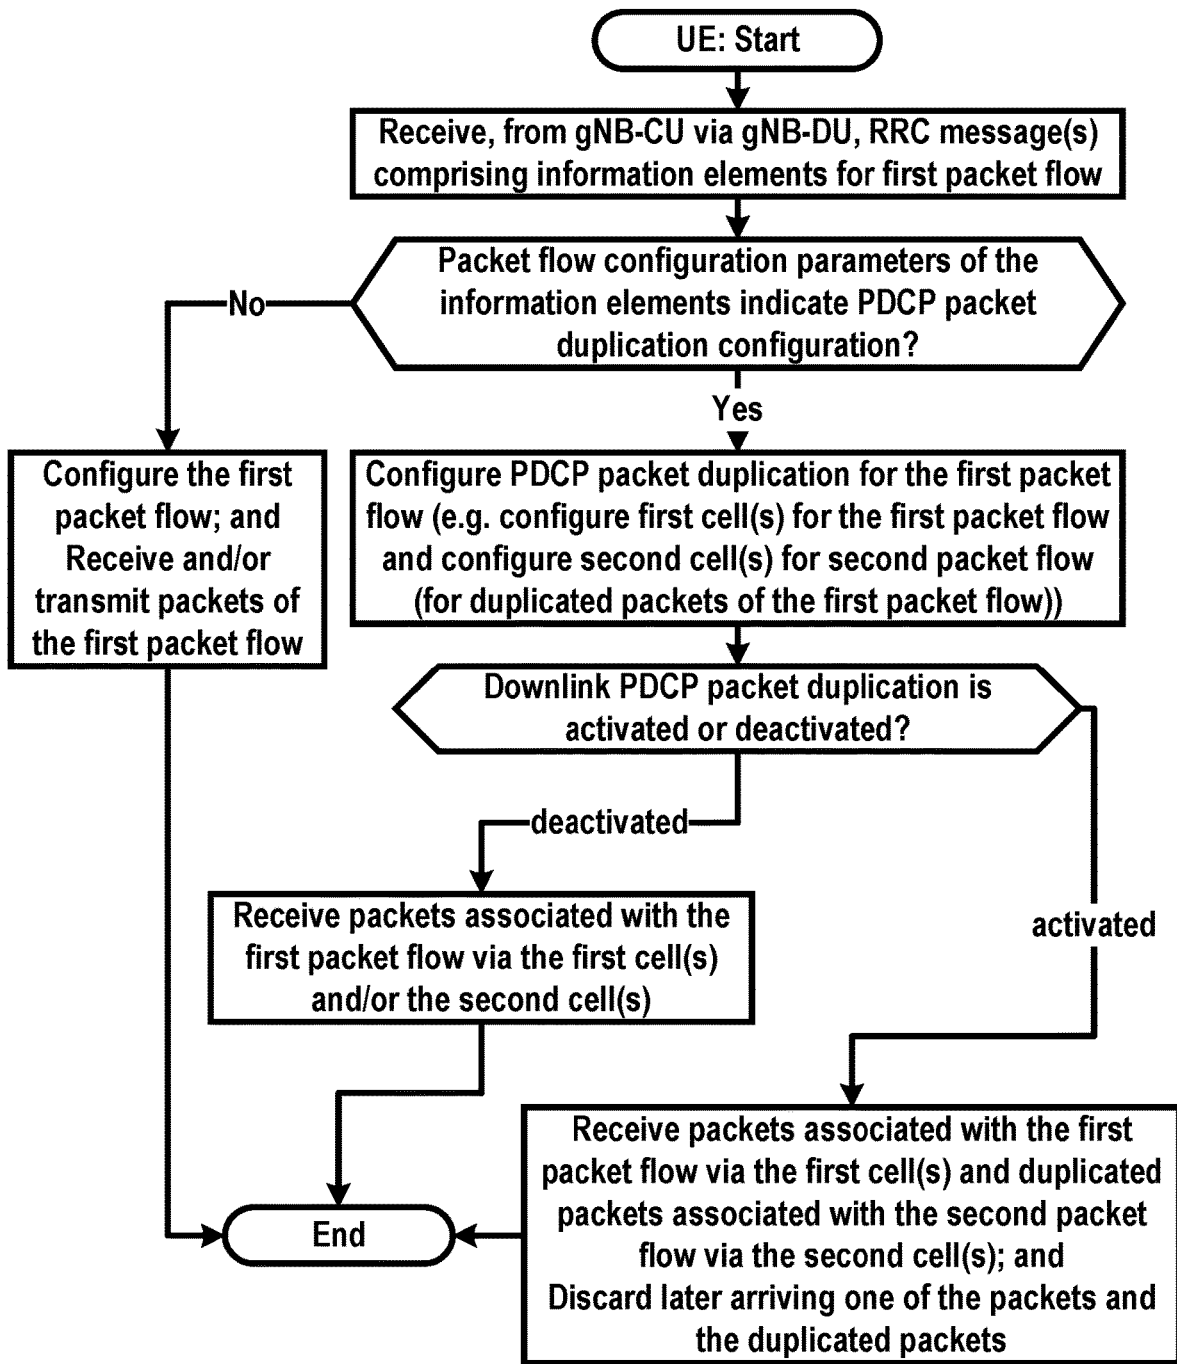 UE: Start
Receive, from gNB-CU via gNB-DU, RRC message(s)
comprising information elements for first packet flow
Packet flow configuration parameters of the
information elements indicate PDCP packet
duplication configuration?
No
Yes
Configure the first
packet flow; and
Receive and/or
transmit packets of
the first packet flow
Configure PDCP packet duplication for the first packet
flow (e.g. configure first cell(s) for the first packet flow
and configure second cell(s) for second packet flow
(for duplicated packets of the first packet flow))
Downlink PDCP packet duplication is
activated or deactivated?
deactivated
activated
Receive packets associated with the
first packet flow via the first cell(s)
and/or the second cell(s)
Receive packets associated with the first
packet flow via the first cell(s) and duplicated
packets associated with the second packet
flow via the second cell(s); and
Discard later arriving one of the packets and
the duplicated packets
End